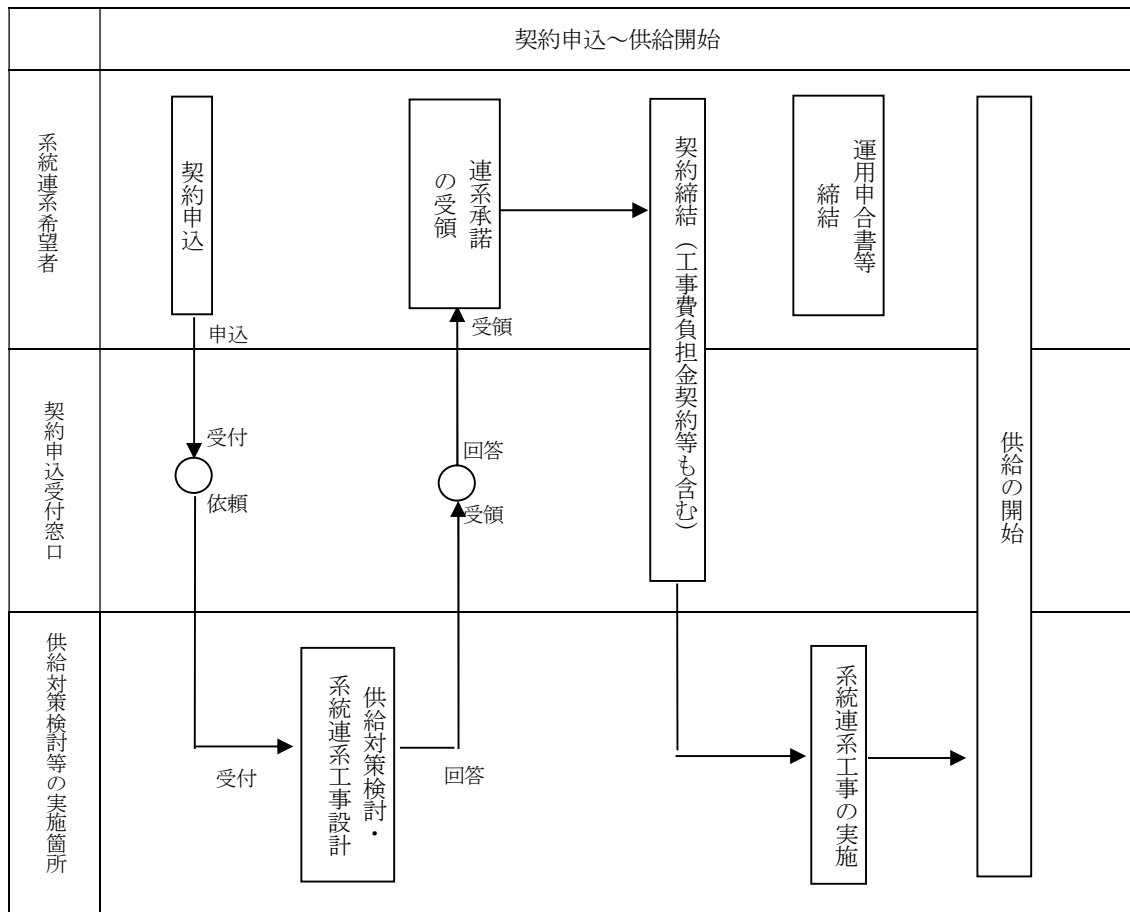 契約申込～供給開始
系統連系希望者
契約申込
連系承諾
の受領
契約締結（工事費負担金契約等も含む）
運用申合書等
締結
供給の開始
申込
受領
契約申込受付窓口
受付
依頼
回答
受領
供給対策検討等の実施箇所
受付
供給対策検討・
系統連系工事設計
回答
系統連系工事の実施